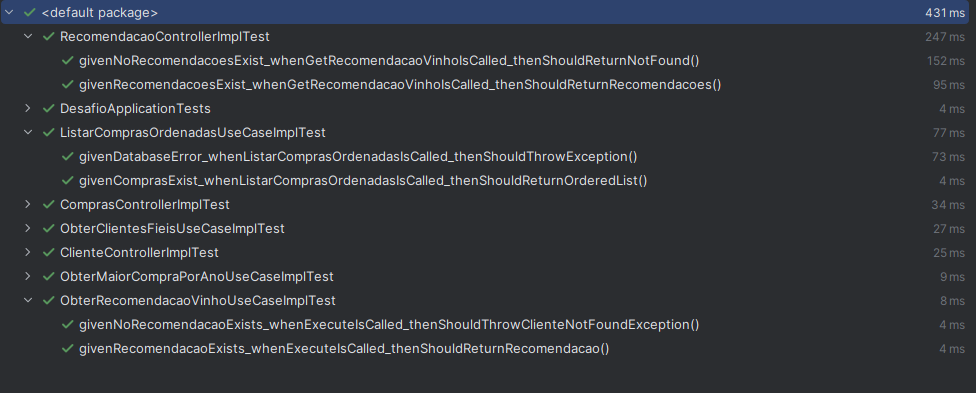 <default package> 431 ms
RecomendacaoControllerImplTest 247 ms
givenNoRecomendacoesExist_whenGetRecomendacaoVinhoIsCalled_thenShouldReturnNotFound() 152 ms
givenRecomendacoesExist_whenGetRecomendacaoVinhoIsCalled_thenShouldReturnRecomendacoes() 95 ms
DesafioApplicationTests 4 ms
ListarComprasOrdenadasUseCaseImplTest 77 ms
givenDatabaseError_whenListarComprasOrdenadasIsCalled_thenShouldThrowException() 73 ms
givenComprasExist_whenListarComprasOrdenadasIsCalled_thenShouldReturnOrderedList() 4 ms
ComprasControllerImplTest 34 ms
ObterClientesFieisUseCaseImplTest 27 ms
ClienteControllerImplTest 25 ms
ObterMaiorCompraPorAnoUseCaseImplTest 9 ms
ObterRecomendacaoVinhoUseCaseImplTest 8 ms
givenNoRecomendacaoExists_whenExecuteIsCalled_thenShouldThrowClienteNotFoundException() 4 ms
givenRecomendacaoExists_whenExecuteIsCalled_thenShouldReturnRecomendacao() 4 ms